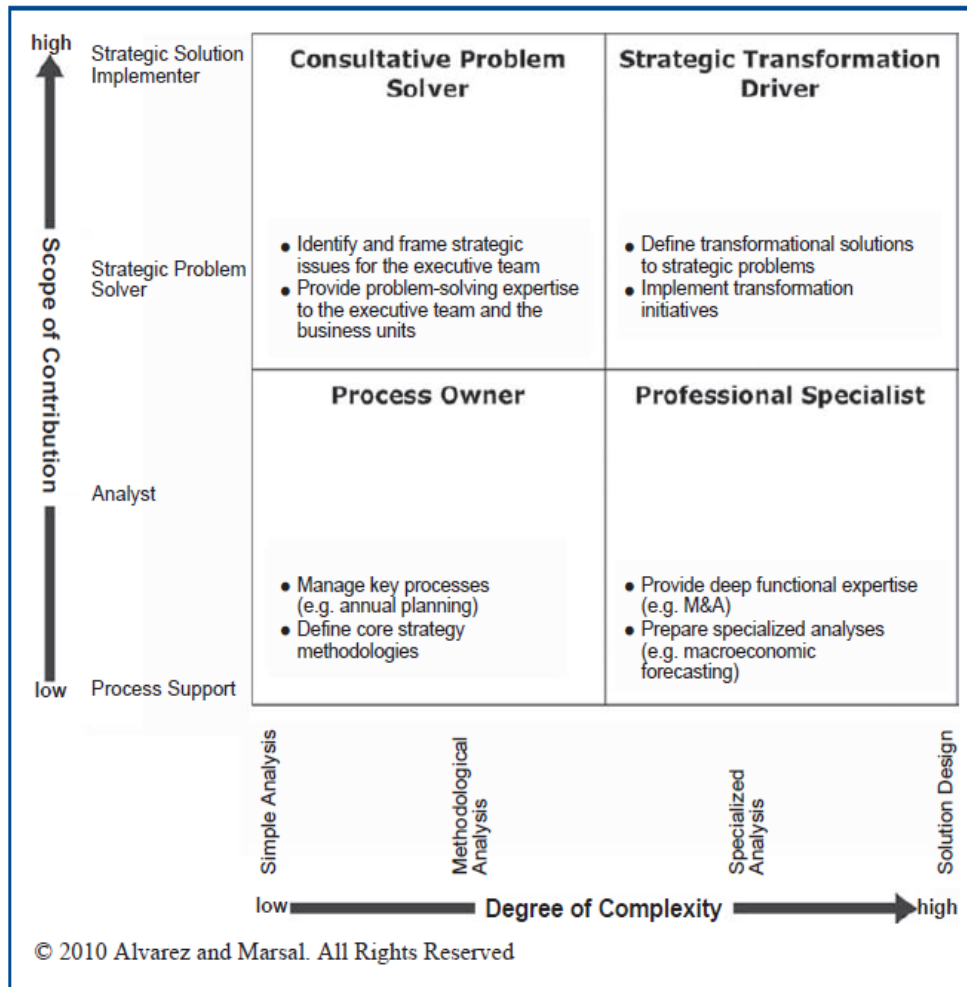 high
Strategic Solution
Implementer
Consultative Problem
Solver
Strategic Transformation
Driver
Scope of Contribution
Strategic Problem
Solver
● Identify and frame strategic
issues for the executive team
● Provide problem-solving expertise
to the executive team and the
business units
● Define transformational solutions
to strategic problems
● Implement transformation
initiatives
Process Owner
Professional Specialist
Analyst
● Manage key processes
(e.g. annual planning)
● Define core strategy
methodologies
● Provide deep functional expertise
(e.g. M&A)
● Prepare specialized analyses
(e.g. macroeconomic
forecasting)
low
Process Support
Simple Analysis
Methodological
Analysis
Specialized
Analysis
Solution Design
low
Degree of Complexity
high
© 2010 Alvarez and Marsal. All Rights Reserved